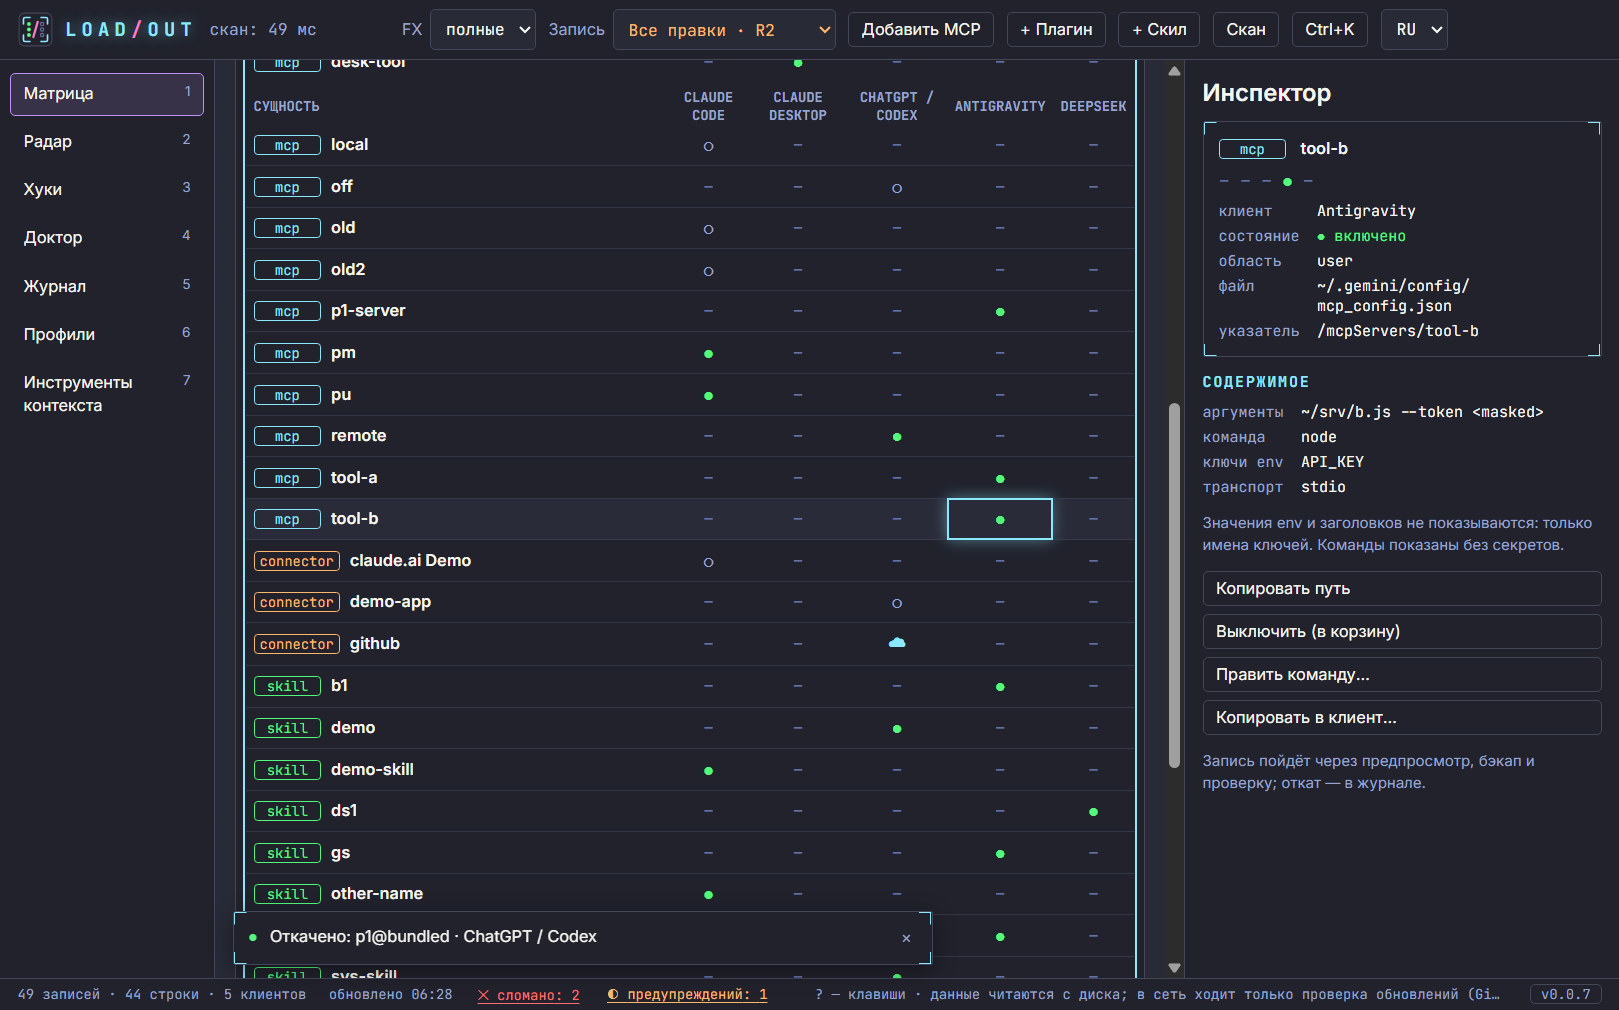 LOAD/OUT скан: 49 мс FX полные Запись Все правки · R2 Добавить MCP + Плагин + Скил Скан Ctrl+K RU
Матрица 1
Радар 2
Хуки 3
Доктор 4
Журнал 5
Профили 6
Инструменты контекста 7
mcp desk-tool — ● — — —
СУЩНОСТЬ CLAUDE CODE CLAUDE DESKTOP CHATGPT / CODEX ANTIGRAVITY DEEPSEEK
mcp local ○ — — — —
mcp off — — ○ — —
mcp old ○ — — — —
mcp old2 ○ — — — —
mcp p1-server — — — ● —
mcp pm ● — — — —
mcp pu ● — — — —
mcp remote — — ● — —
mcp tool-a — — — ● —
mcp tool-b — — — ● —
connector claude.ai Demo ○ — — — —
connector demo-app — — ○ — —
connector github — — — —
skill b1 — — — ● —
skill demo — — ● — —
skill demo-skill ● — — — —
skill ds1 — — — — ●
skill gs — — — ● —
skill other-name ● — — — —
● Откачено: p1@bundled · ChatGPT / Codex ×
● —
skill sys-skill — — ● — —
Инспектор
mcp tool-b
— — — ● —
клиент Antigravity
состояние ● включено
область user
файл ~/.gemini/config/
mcp_config.json
указатель /mcpServers/tool-b
СОДЕРЖИМОЕ
аргументы ~/srv/b.js --token <masked>
команда node
ключи env API_KEY
транспорт stdio
Значения env и заголовков не показываются: только
имена ключей. Команды показаны без секретов.
Копировать путь
Выключить (в корзину)
Править команду…
Копировать в клиент…
Запись пойдёт через предпросмотр, бэкап и
проверку; откат — в журнале.
49 записей · 44 строки · 5 клиентов обновлено 06:28 × сломано: 2 ◐ предупреждений: 1 ? — клавиши · данные читаются с диска; в сеть ходит только проверка обновлений (Gi… v0.0.7